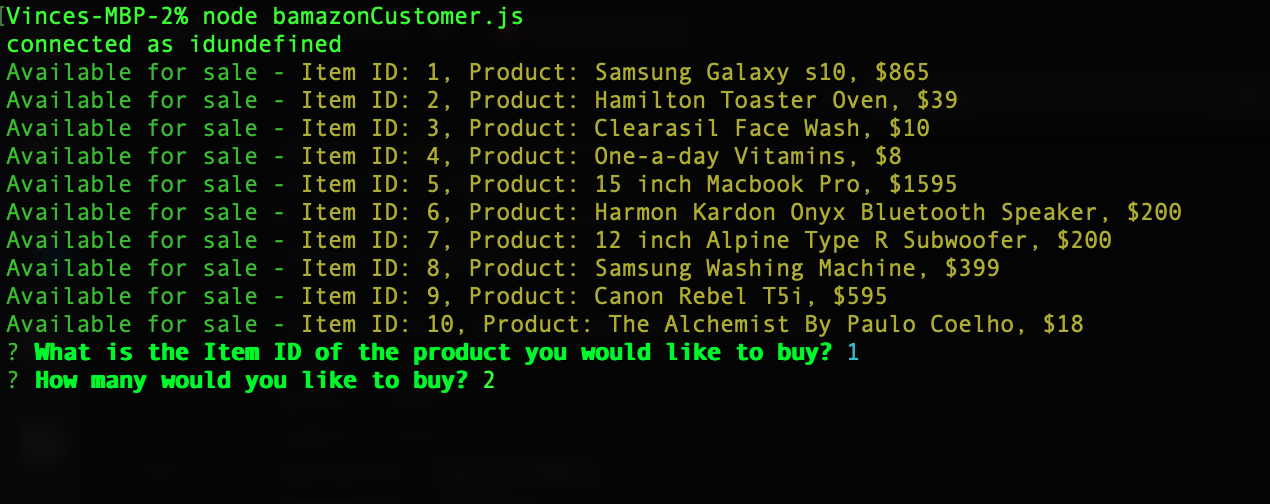 [Vinces-MBP-2% node bamazonCustomer.js
connected as idundefined
Available for sale - Item ID: 1, Product: Samsung Galaxy s10, $865
Available for sale - Item ID: 2, Product: Hamilton Toaster Oven, $39
Available for sale - Item ID: 3, Product: Clearasil Face Wash, $10
Available for sale - Item ID: 4, Product: One-a-day Vitamins, $8
Available for sale - Item ID: 5, Product: 15 inch Macbook Pro, $1595
Available for sale - Item ID: 6, Product: Harmon Kardon Onyx Bluetooth Speaker, $200
Available for sale - Item ID: 7, Product: 12 inch Alpine Type R Subwoofer, $200
Available for sale - Item ID: 8, Product: Samsung Washing Machine, $399
Available for sale - Item ID: 9, Product: Canon Rebel T5i, $595
Available for sale - Item ID: 10, Product: The Alchemist By Paulo Coelho, $18
? What is the Item ID of the product you would like to buy? 1
? How many would you like to buy? 2